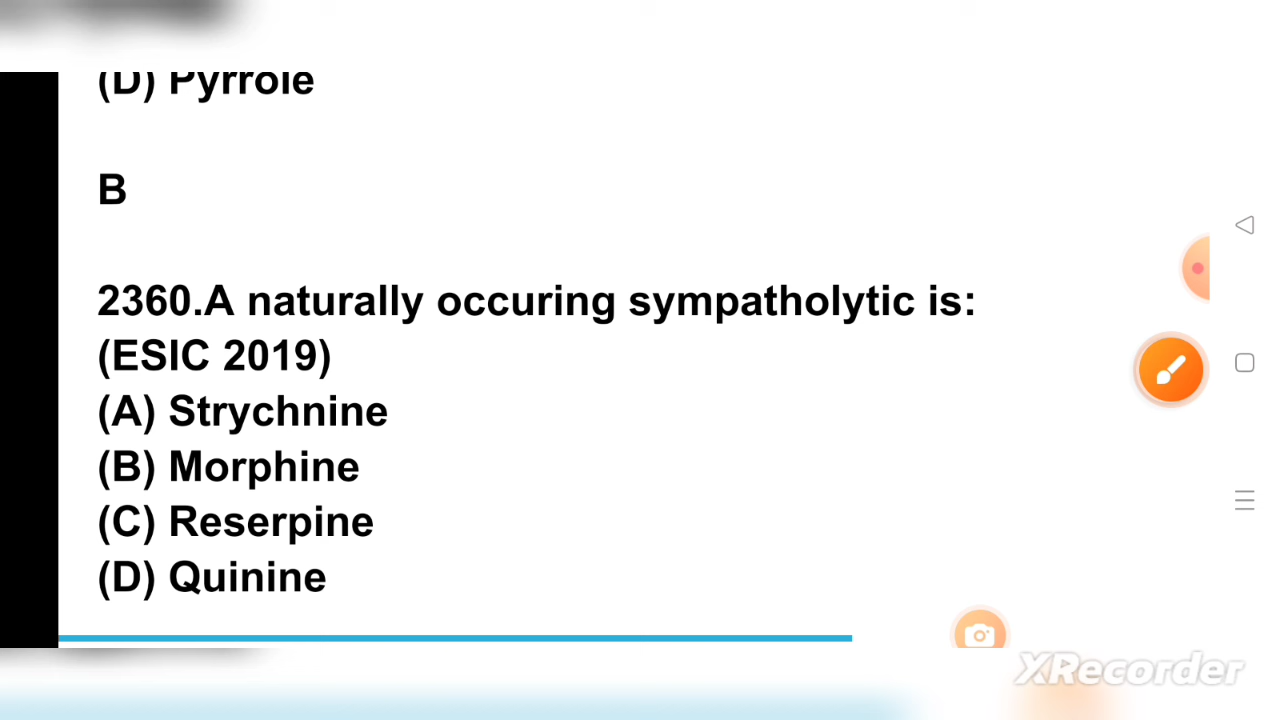 (D) Pyrrole
B
2360.A naturally occuring sympatholytic is:
(ESIC 2019)
(A) Strychnine
(B) Morphine
(C) Reserpine
(D) Quinine
XRecorder